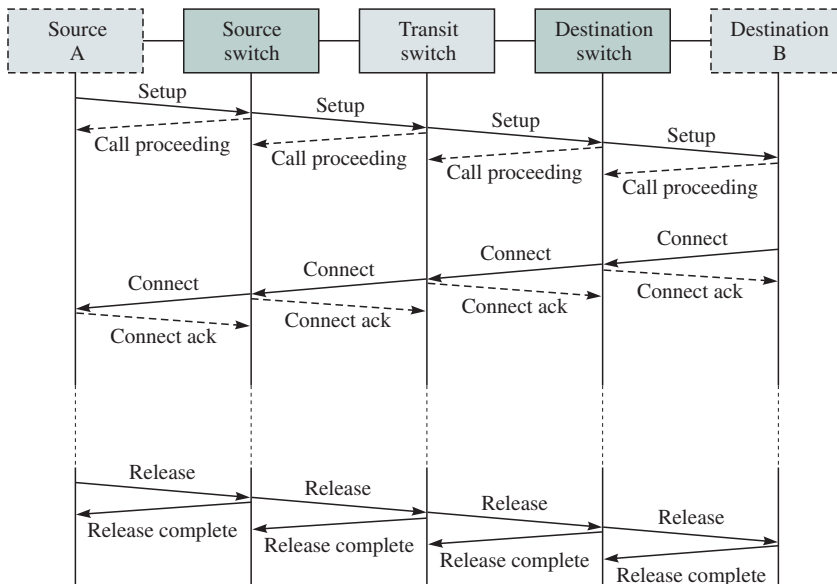 Source
A
Source
switch
Transit
switch
Destination
switch
Destination
B
Setup
Setup
Setup
Setup
Call proceeding
Call proceeding
Call proceeding
Call proceeding
Connect
Connect
Connect
Connect
Connect ack
Connect ack
Connect ack
Connect ack
Release
Release
Release
Release
Release complete
Release complete
Release complete
Release complete